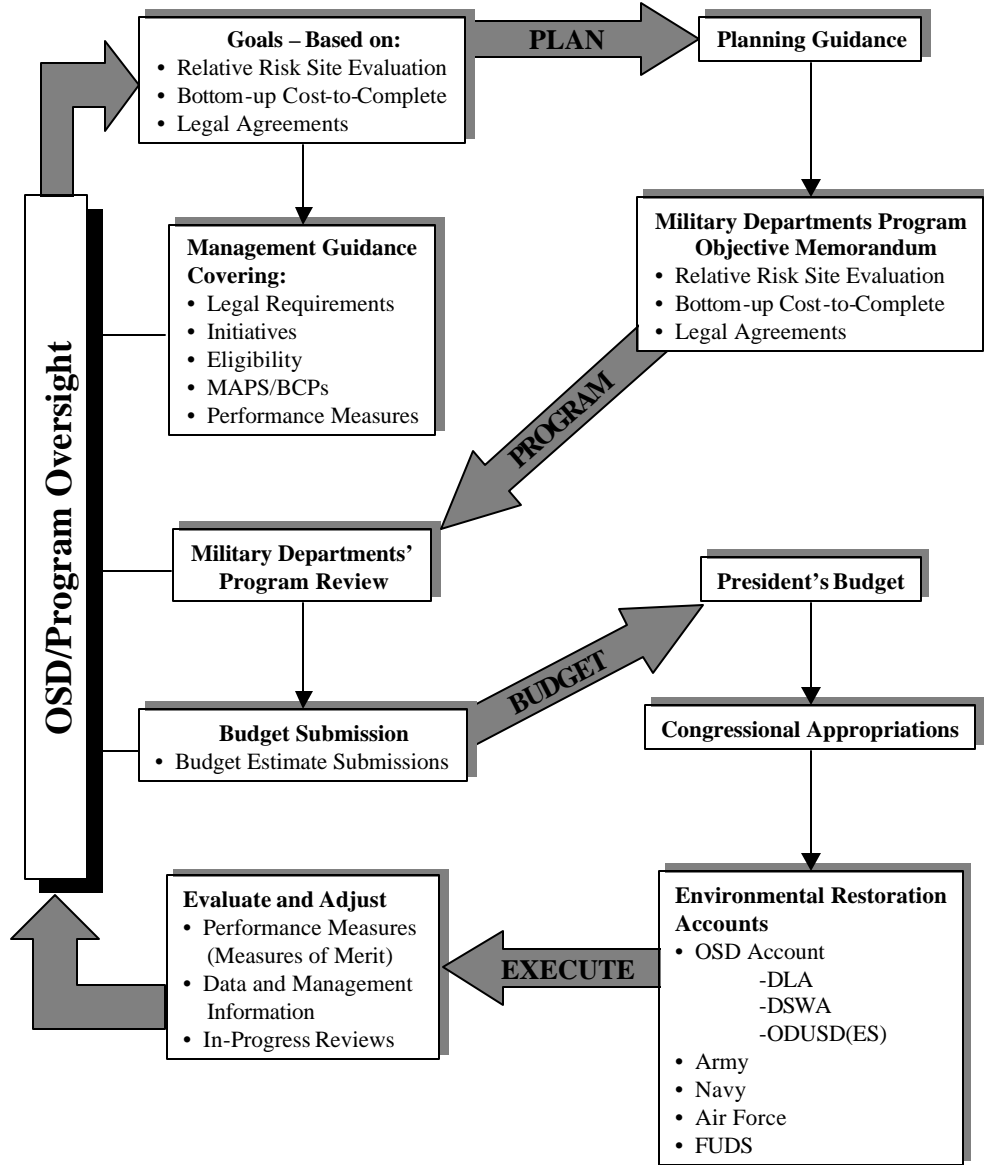 Goals – Based on:
• Relative Risk Site Evaluation
• Bottom-up Cost-to-Complete
• Legal Agreements
PLAN
Planning Guidance
Management Guidance
Covering:
• Legal Requirements
• Initiatives
• Eligibility
• MAPS/BCPs
• Performance Measures
Military Departments Program
Objective Memorandum
• Relative Risk Site Evaluation
• Bottom-up Cost-to-Complete
• Legal Agreements
OSD/Program Oversight
PROGRAM
Military Departments’
Program Review
President’s Budget
BUDGET
Budget Submission
• Budget Estimate Submissions
Congressional Appropriations
Evaluate and Adjust
• Performance Measures
(Measures of Merit)
• Data and Management
Information
• In-Progress Reviews
EXECUTE
Environmental Restoration
Accounts
• OSD Account
-DLA
-DSWA
-ODUSD(ES)
• Army
• Navy
• Air Force
• FUDS